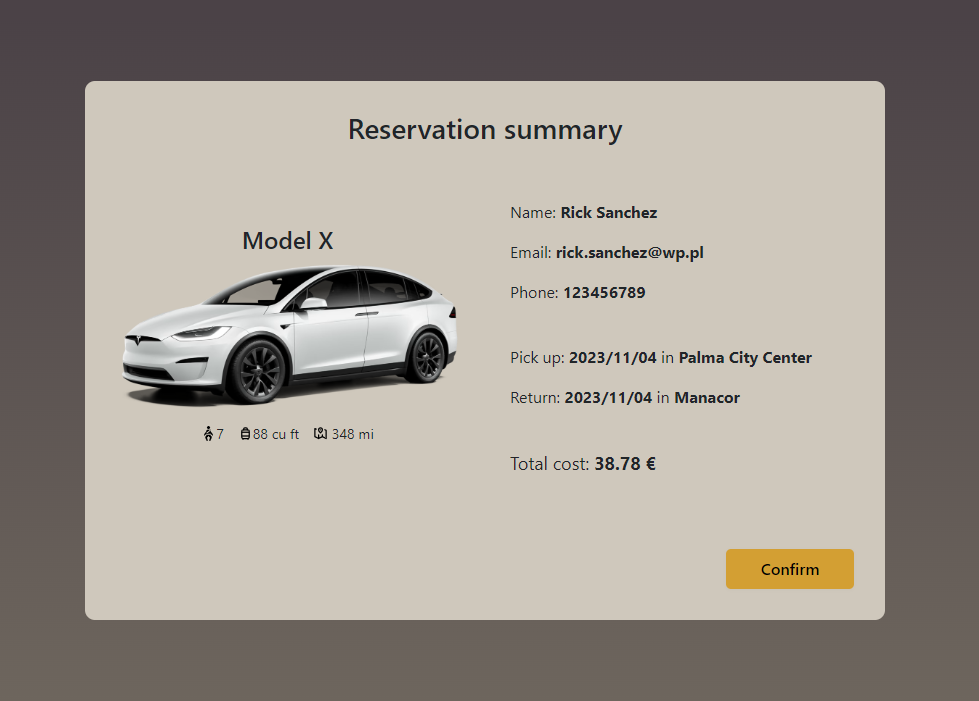 Reservation summary
Model X
7 88 cu ft 348 mi
Name: Rick Sanchez
Email: rick.sanchez@wp.pl
Phone: 123456789
Pick up: 2023/11/04 in Palma City Center
Return: 2023/11/04 in Manacor
Total cost: 38.78 €
Confirm